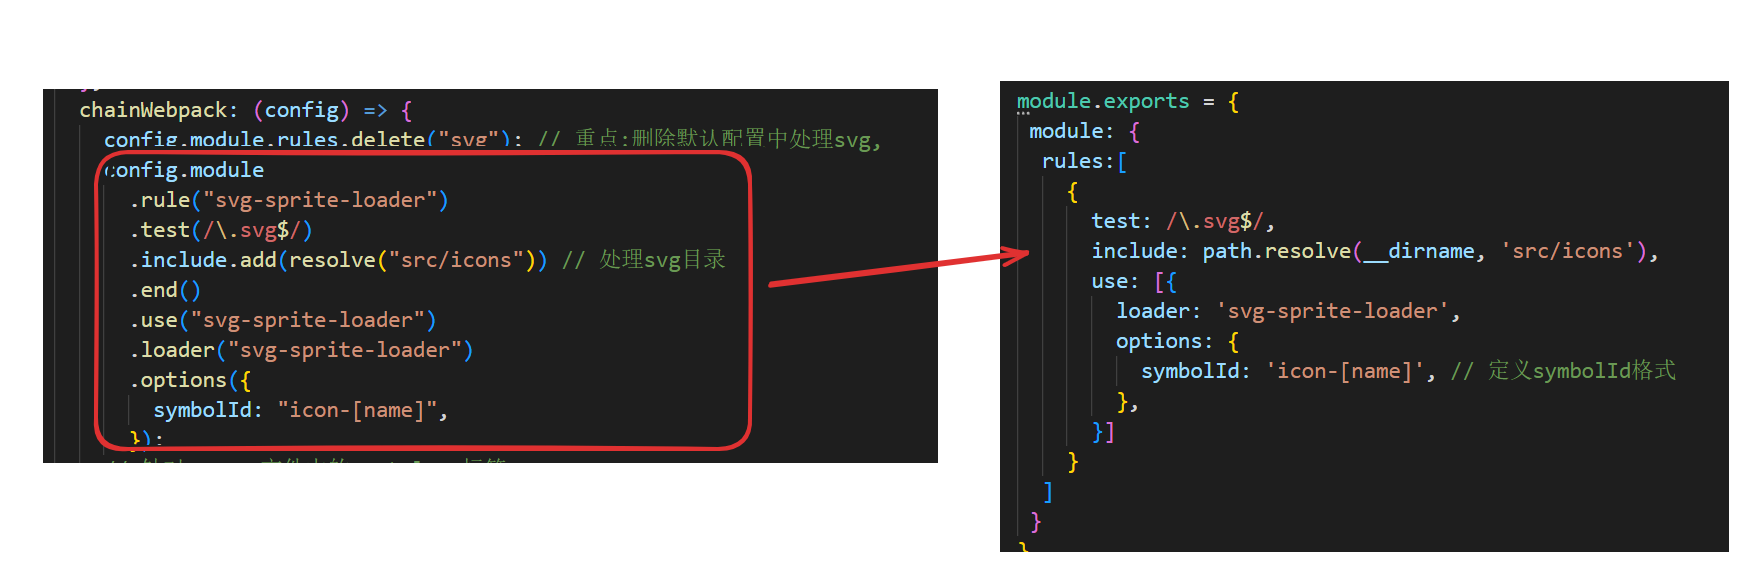 chainWebpack: (config) => {
config.module.rules.delete("svg"); // 重点:删除默认配置中处理svg,
config.module
.rule("svg-sprite-loader")
.test(/\.svg$/)
.include.add(resolve("src/icons")) // 处理svg目录
.end()
.use("svg-sprite-loader")
.loader("svg-sprite-loader")
.options({
symbolId: "icon-[name]",
});
module.exports = {
module: {
rules:[
{
test: /\.svg$/,
include: path.resolve(__dirname, 'src/icons'),
use: [{
loader: 'svg-sprite-loader',
options: {
symbolId: 'icon-[name]', // 定义symbolId格式
},
}]
}
]
}
}